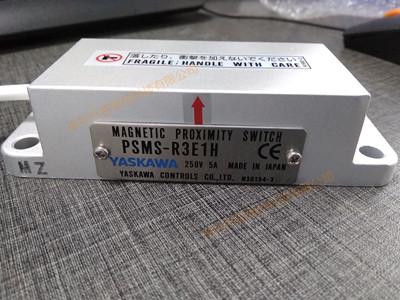 落したり、衝撃を加えないでください
FRAGILE: HANDLE WITH CARE
MAGNETIC PROXIMITY SWITCH
PSMS-R3E1H
YASKAWA 250V 5A MADE IN JAPAN CE
YASKAWA CONTROLS CO., LTD.
MZ